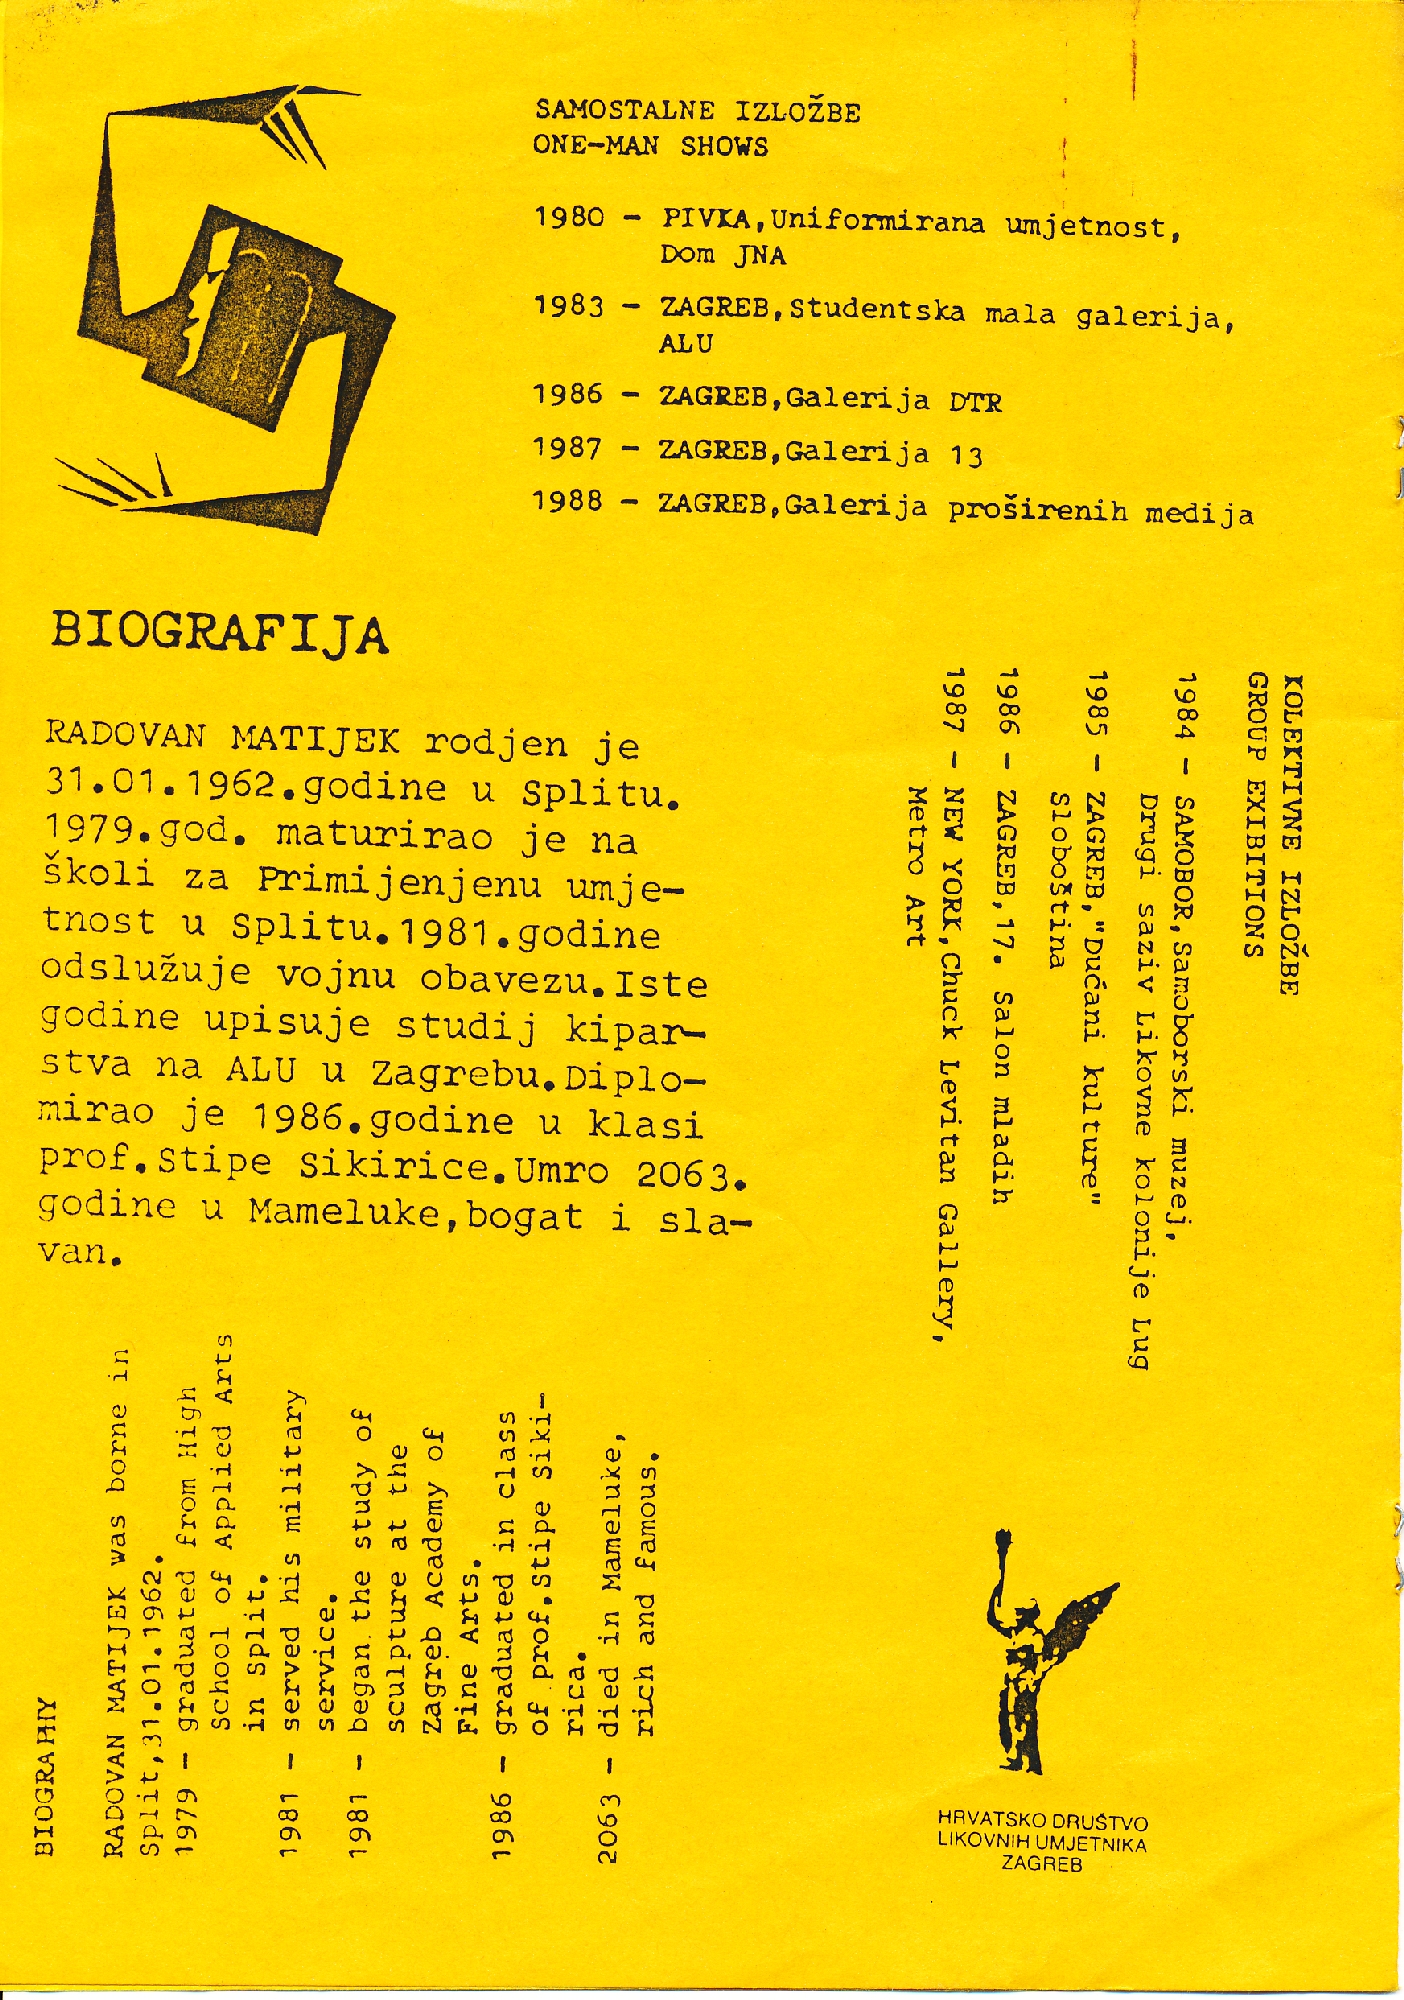 SAMOSTALNE IZLOŽBE
ONE-MAN SHOWS
1980 - PIVKA,Uniformirana umjetnost,
Dom JNA
1983 - ZAGREB,Studentska mala galerija,
ALU
1986 - ZAGREB,Galerija DTR
1987 - ZAGREB,Galerija 13
1988 - ZAGREB,Galerija proširenih medija
BIOGRAFIJA
RADOVAN MATIJEK rodjen je
31.01.1962.godine u Splitu.
1979.god. maturirao je na
školi za Primijenjenu umje-
tnost u Splitu.1981.godine
odslužuje vojnu obavezu.Iste
godine upisuje studij kipar-
stva na ALU u Zagrebu.Diplo-
mirao je 1986.godine u klasi
prof.Stipe Sikirice.Umro 2063.
godine u Mameluke,bogat i sla-
van.
KOLEKTIVNE IZLOŽBE
GROUP EXIBITIONS
1984 - SAMOBOR,Samoborski muzej,
Drugi saziv Likovne kolonije Lug
1985 - ZAGREB,"Dućani kulture"
Sloboština
1986 - ZAGREB,17. Salon mladih
1987 - NEW YORK,Chuck Levitan Gallery,
Metro Art
BIOGRAPHY
RADOVAN MATIJEK was borne in
Split,31.01.1962.
1979 - graduated from High
School of Applied Arts
in Split.
1981 - served his military
service.
1981 - began the study of
sculpture at the
Zagreb Academy of
Fine Arts.
1986 - graduated in class
of prof.Stipe Siki-
rica.
2063 - died in Mameluke,
rich and famous.
HRVATSKO DRUŠTVO
LIKOVNIH UMJETNIKA
ZAGREB